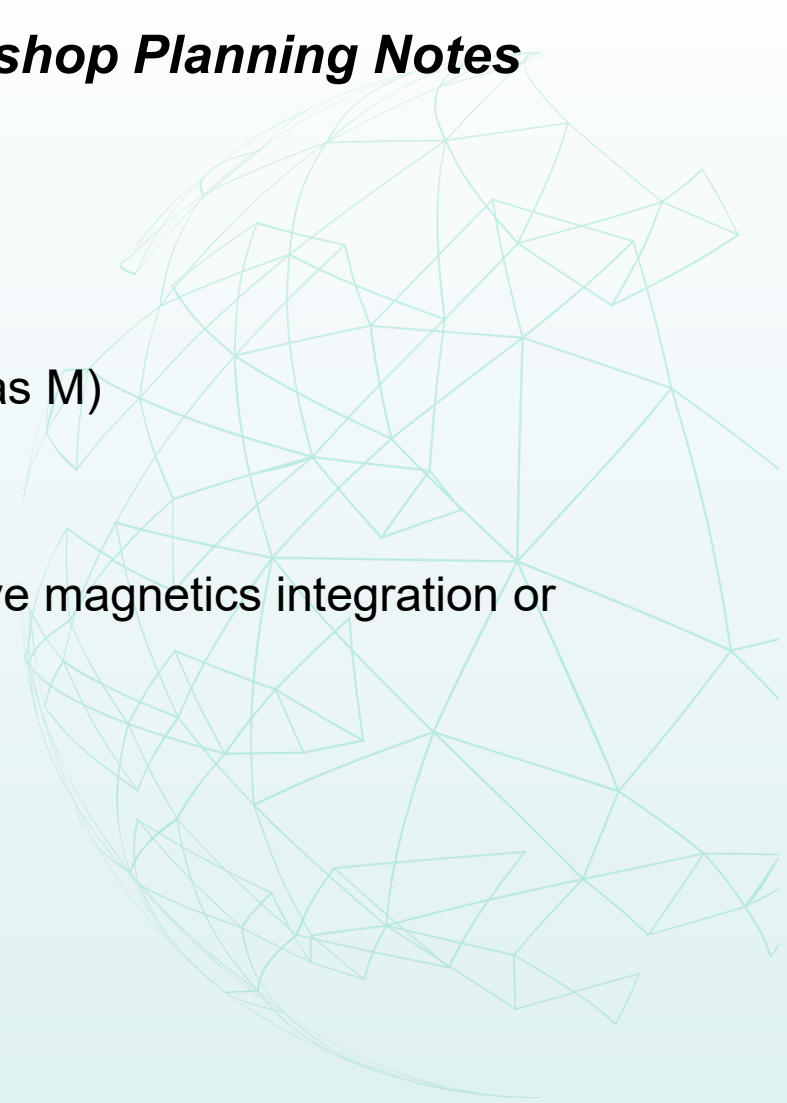 shop Planning Notes
as M)
ve magnetics integration or